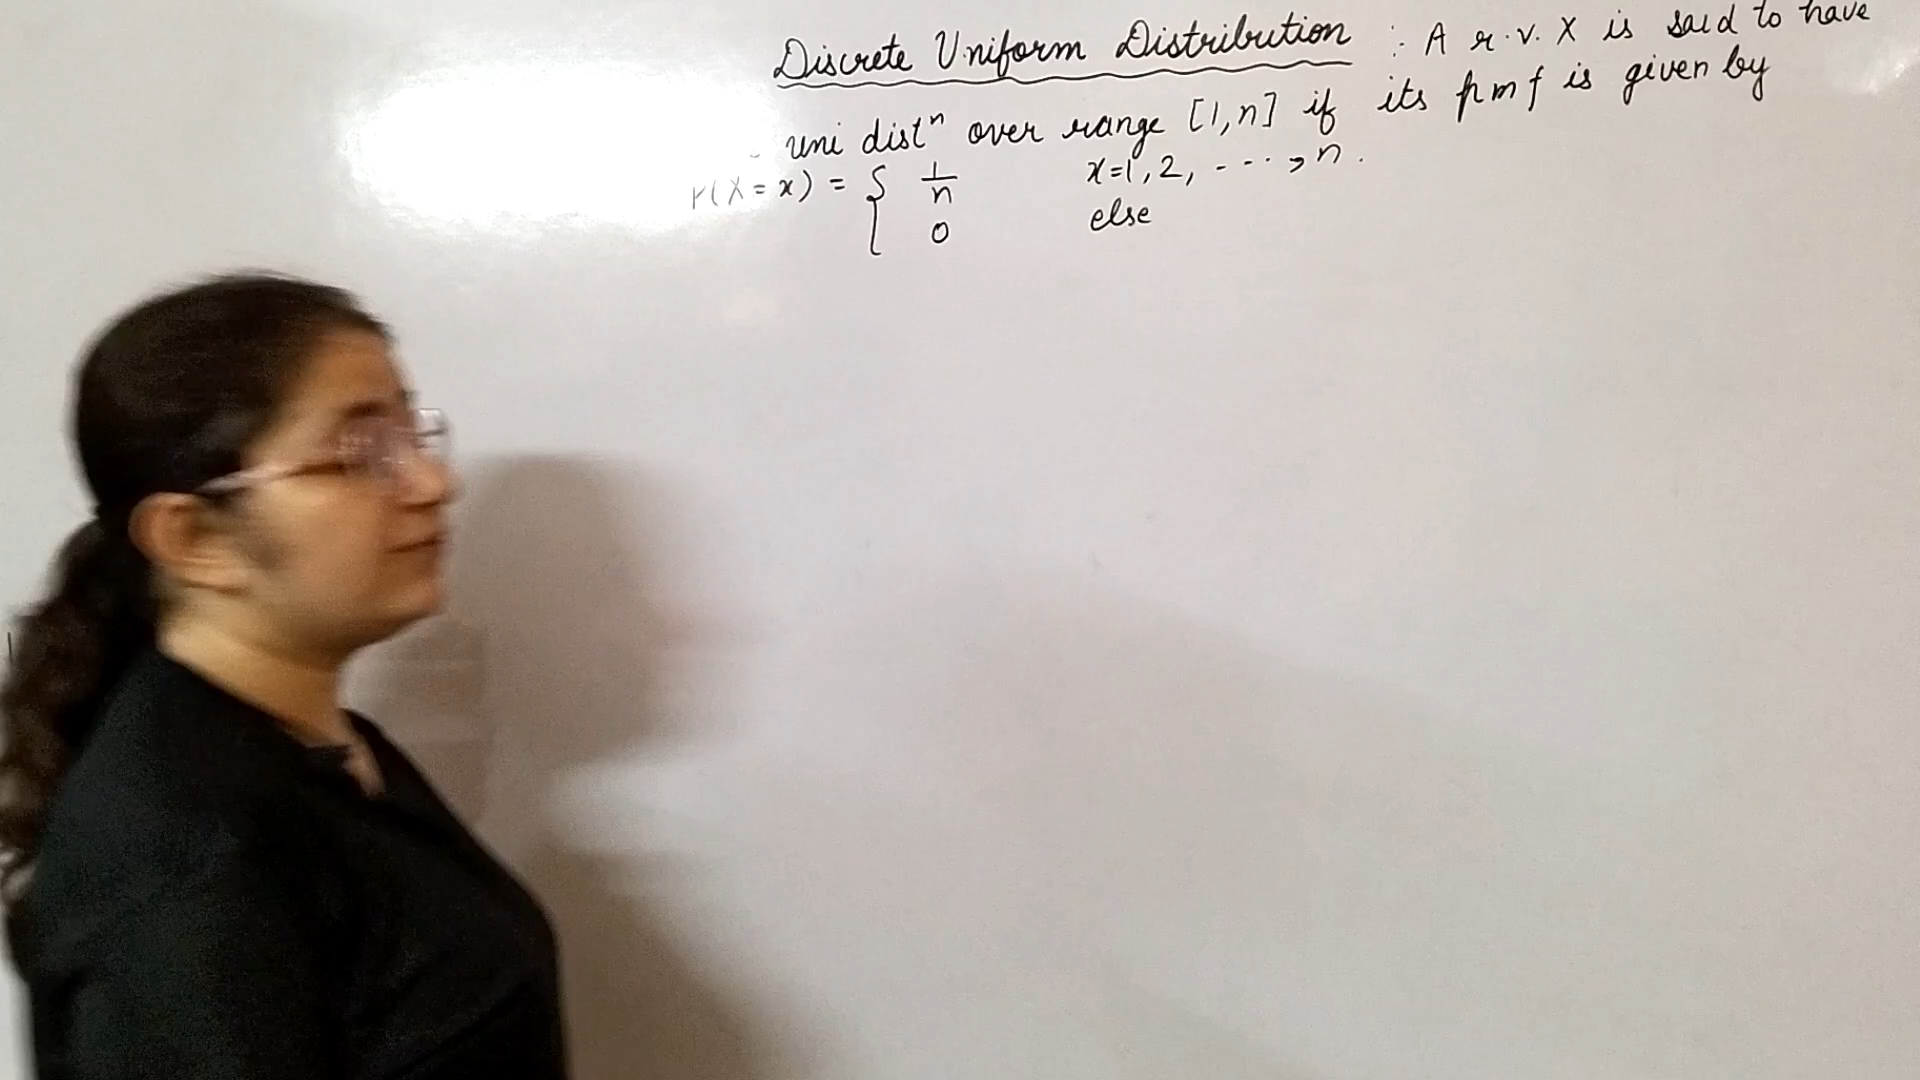 Discrete Uniform Distribution : A r.v. X is said to have
uni distⁿ over range [1,n] if its pmf is given by
P(X = x) = { 1/n x=1,2, ----, n.
0 else